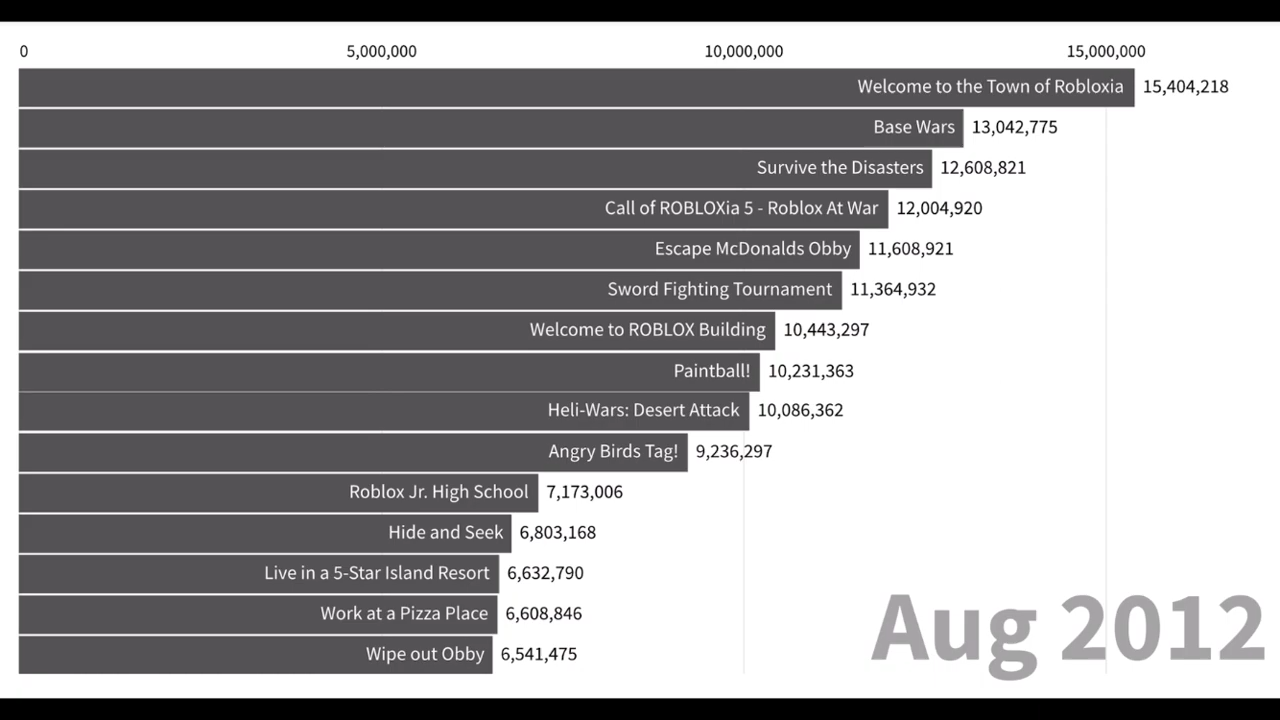 0 5,000,000 10,000,000 15,000,000
Welcome to the Town of Robloxia 15,404,218
Base Wars 13,042,775
Survive the Disasters 12,608,821
Call of ROBLOXia 5 - Roblox At War 12,004,920
Escape McDonalds Obby 11,608,921
Sword Fighting Tournament 11,364,932
Welcome to ROBLOX Building 10,443,297
Paintball! 10,231,363
Heli-Wars: Desert Attack 10,086,362
Angry Birds Tag! 9,236,297
Roblox Jr. High School 7,173,006
Hide and Seek 6,803,168
Live in a 5-Star Island Resort 6,632,790
Work at a Pizza Place 6,608,846
Wipe out Obby 6,541,475
Aug 2012